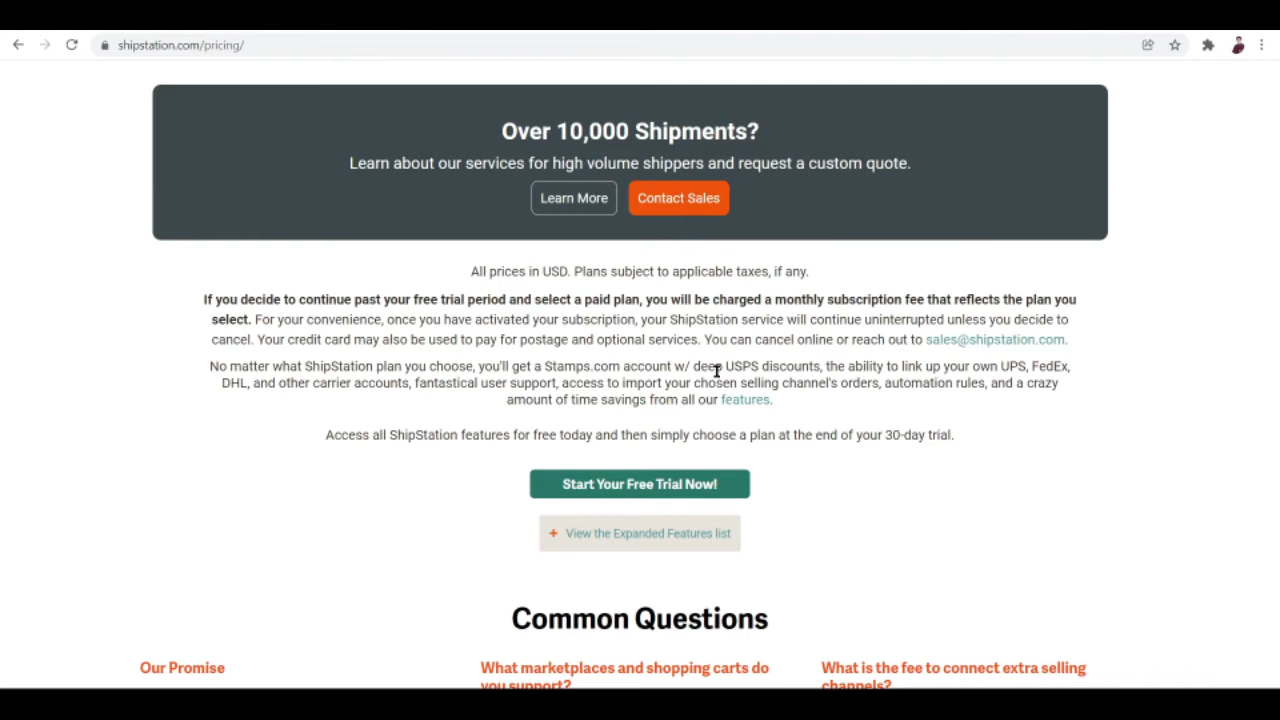 shipstation.com/pricing/
Over 10,000 Shipments?
Learn about our services for high volume shippers and request a custom quote.
Learn More
Contact Sales
All prices in USD. Plans subject to applicable taxes, if any.
If you decide to continue past your free trial period and select a paid plan, you will be charged a monthly subscription fee that reflects the plan you
select. For your convenience, once you have activated your subscription, your ShipStation service will continue uninterrupted unless you decide to
cancel. Your credit card may also be used to pay for postage and optional services. You can cancel online or reach out to sales@shipstation.com.
No matter what ShipStation plan you choose, you'll get a Stamps.com account w/ deep USPS discounts, the ability to link up your own UPS, FedEx,
DHL, and other carrier accounts, fantastical user support, access to import your chosen selling channel's orders, automation rules, and a crazy
amount of time savings from all our features.
Access all ShipStation features for free today and then simply choose a plan at the end of your 30-day trial.
Start Your Free Trial Now!
+ View the Expanded Features list
Common Questions
Our Promise
What marketplaces and shopping carts do
you support?
What is the fee to connect extra selling
channels?